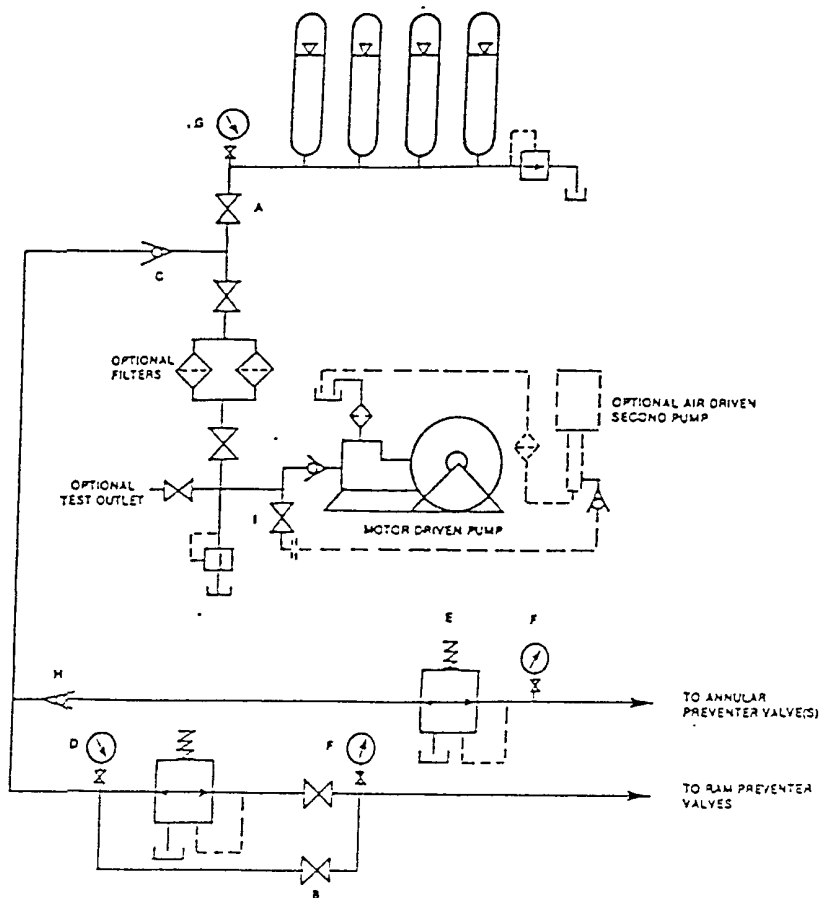 G
A
C
OPTIONAL
FILTERS
OPTIONAL AIR DRIVEN
SECOND PUMP
OPTIONAL
TEST OUTLET
I
MOTOR DRIVEN PUMP
E
F
H
TO ANNULAR
PREVENTER VALVE(S)
D
F
TO RAM PREVENTER
VALVES
B